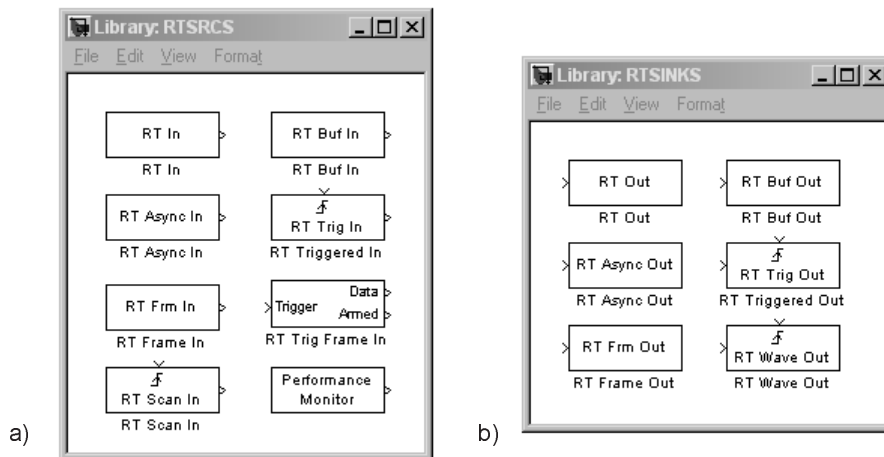 Library: RTSRCS
File Edit View Format
RT In
RT In
RT Buf In
RT Buf In
RT Async In
RT Async In
RT Trig In
RT Triggered In
RT Frm In
RT Frame In
Trigger
Data
Armed
RT Trig Frame In
RT Scan In
RT Scan In
Performance
Monitor
a)
Library: RTSINKS
File Edit View Format
RT Out
RT Out
RT Buf Out
RT Buf Out
RT Async Out
RT Async Out
RT Trig Out
RT Triggered Out
RT Frm Out
RT Frame Out
RT Wave Out
RT Wave Out
b)